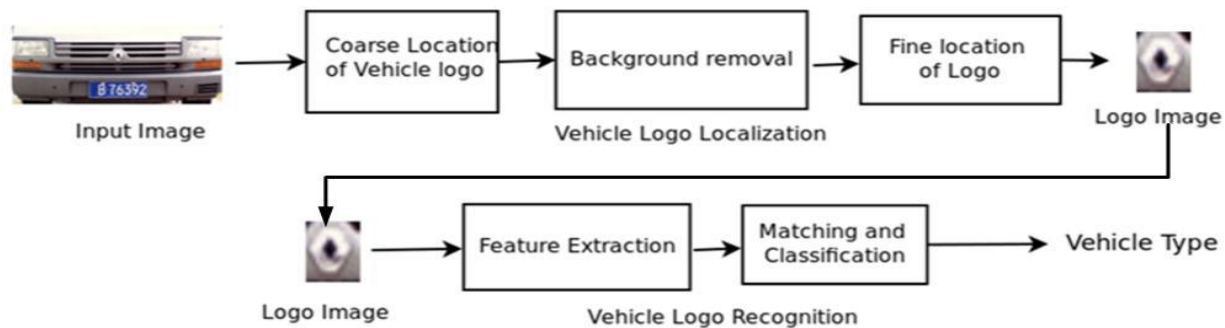 Coarse Location
of Vehicle logo
Background removal
Fine location
of Logo
76392
Input Image
Vehicle Logo Localization
Logo Image
Feature Extraction
Matching and
Classification
Vehicle Type
Logo Image
Vehicle Logo Recognition